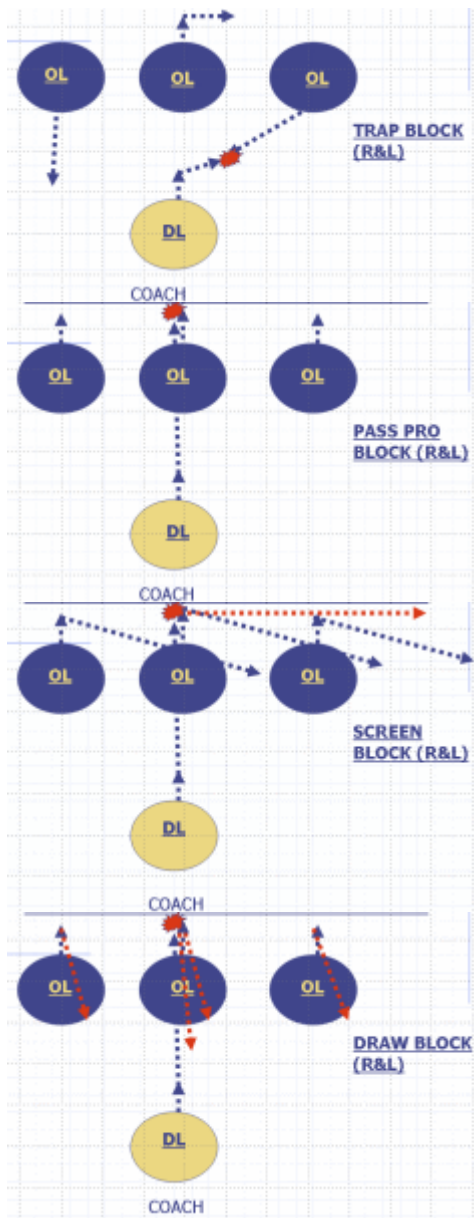 OL OL OL
TRAP BLOCK
(R&L)
DL
COACH
OL OL OL
PASS PRO
BLOCK (R&L)
DL
COACH
OL OL OL
SCREEN
BLOCK (R&L)
DL
COACH
OL OL OL
DRAW BLOCK
(R&L)
DL
COACH